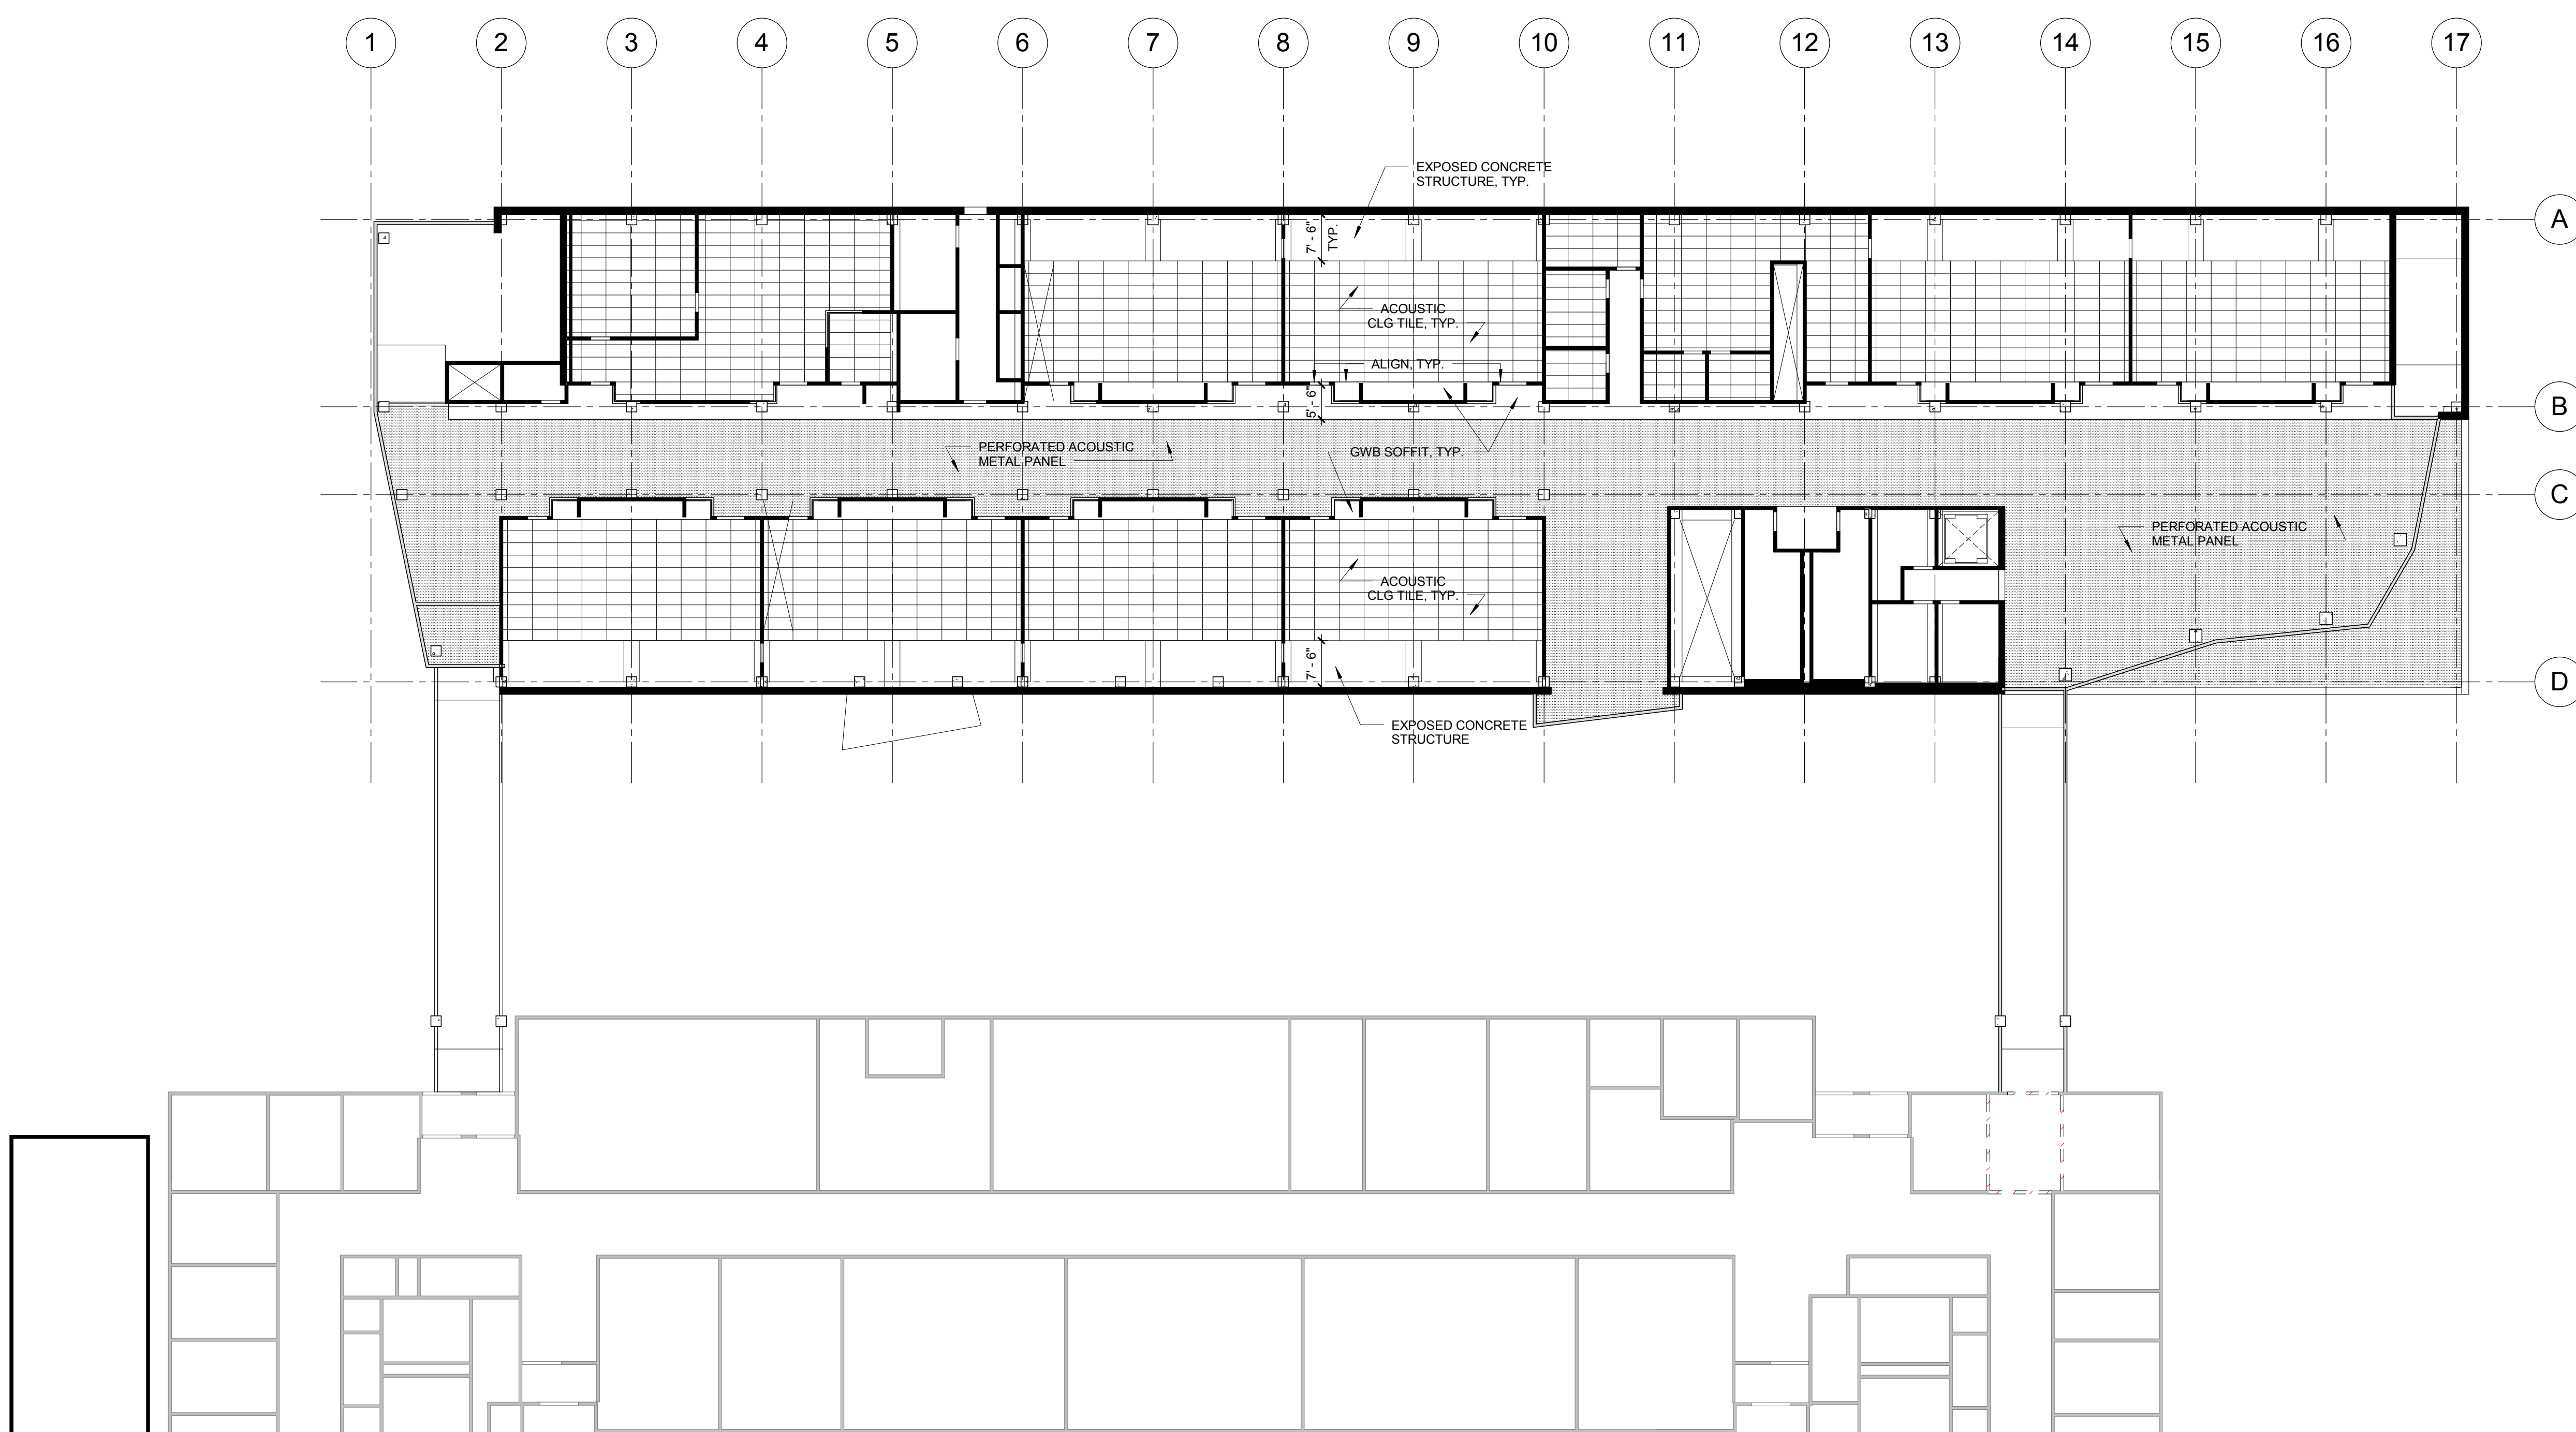 1 2 3 4 5 6 7 8 9 10 11 12 13 14 15 16 17
EXPOSED CONCRETE
STRUCTURE, TYP.
A
7' - 6"
TYP.
ACOUSTIC
CLG TILE, TYP.
ALIGN, TYP.
5' - 6"
B
PERFORATED ACOUSTIC
METAL PANEL
GWB SOFFIT, TYP.
C
PERFORATED ACOUSTIC
METAL PANEL
ACOUSTIC
CLG TILE, TYP.
7' - 6"
D
EXPOSED CONCRETE
STRUCTURE